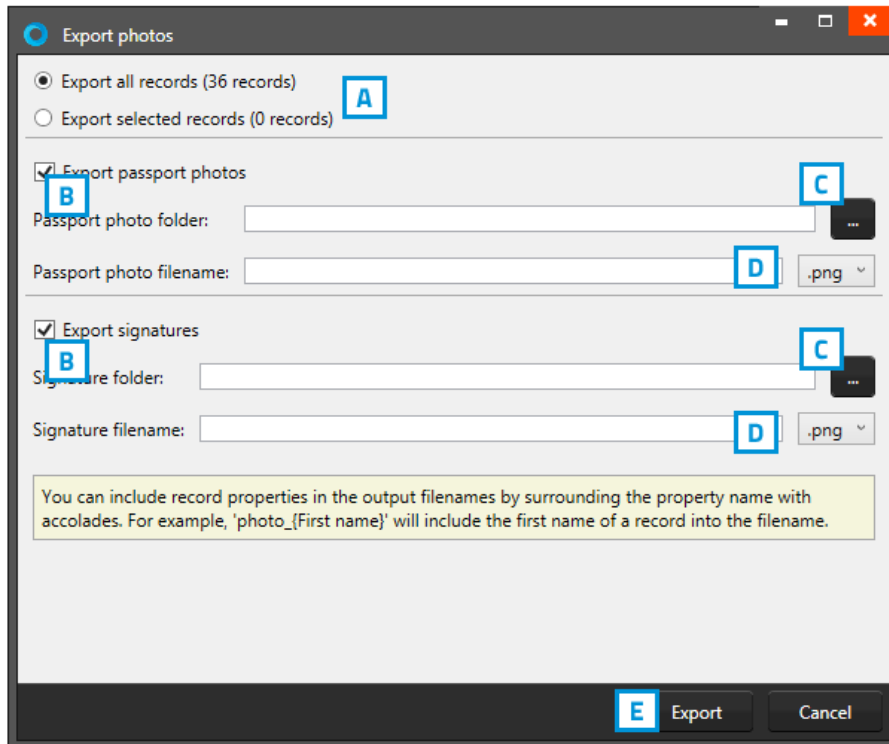 Export photos
Export all records (36 records)
A
Export selected records (0 records)
Export passport photos
B
C
Passport photo folder:
...
Passport photo filename:
D
.png
Export signatures
B
C
Signature folder:
...
Signature filename:
D
.png
You can include record properties in the output filenames by surrounding the property name with
accolades. For example, 'photo_{First name}' will include the first name of a record into the filename.
E
Export
Cancel